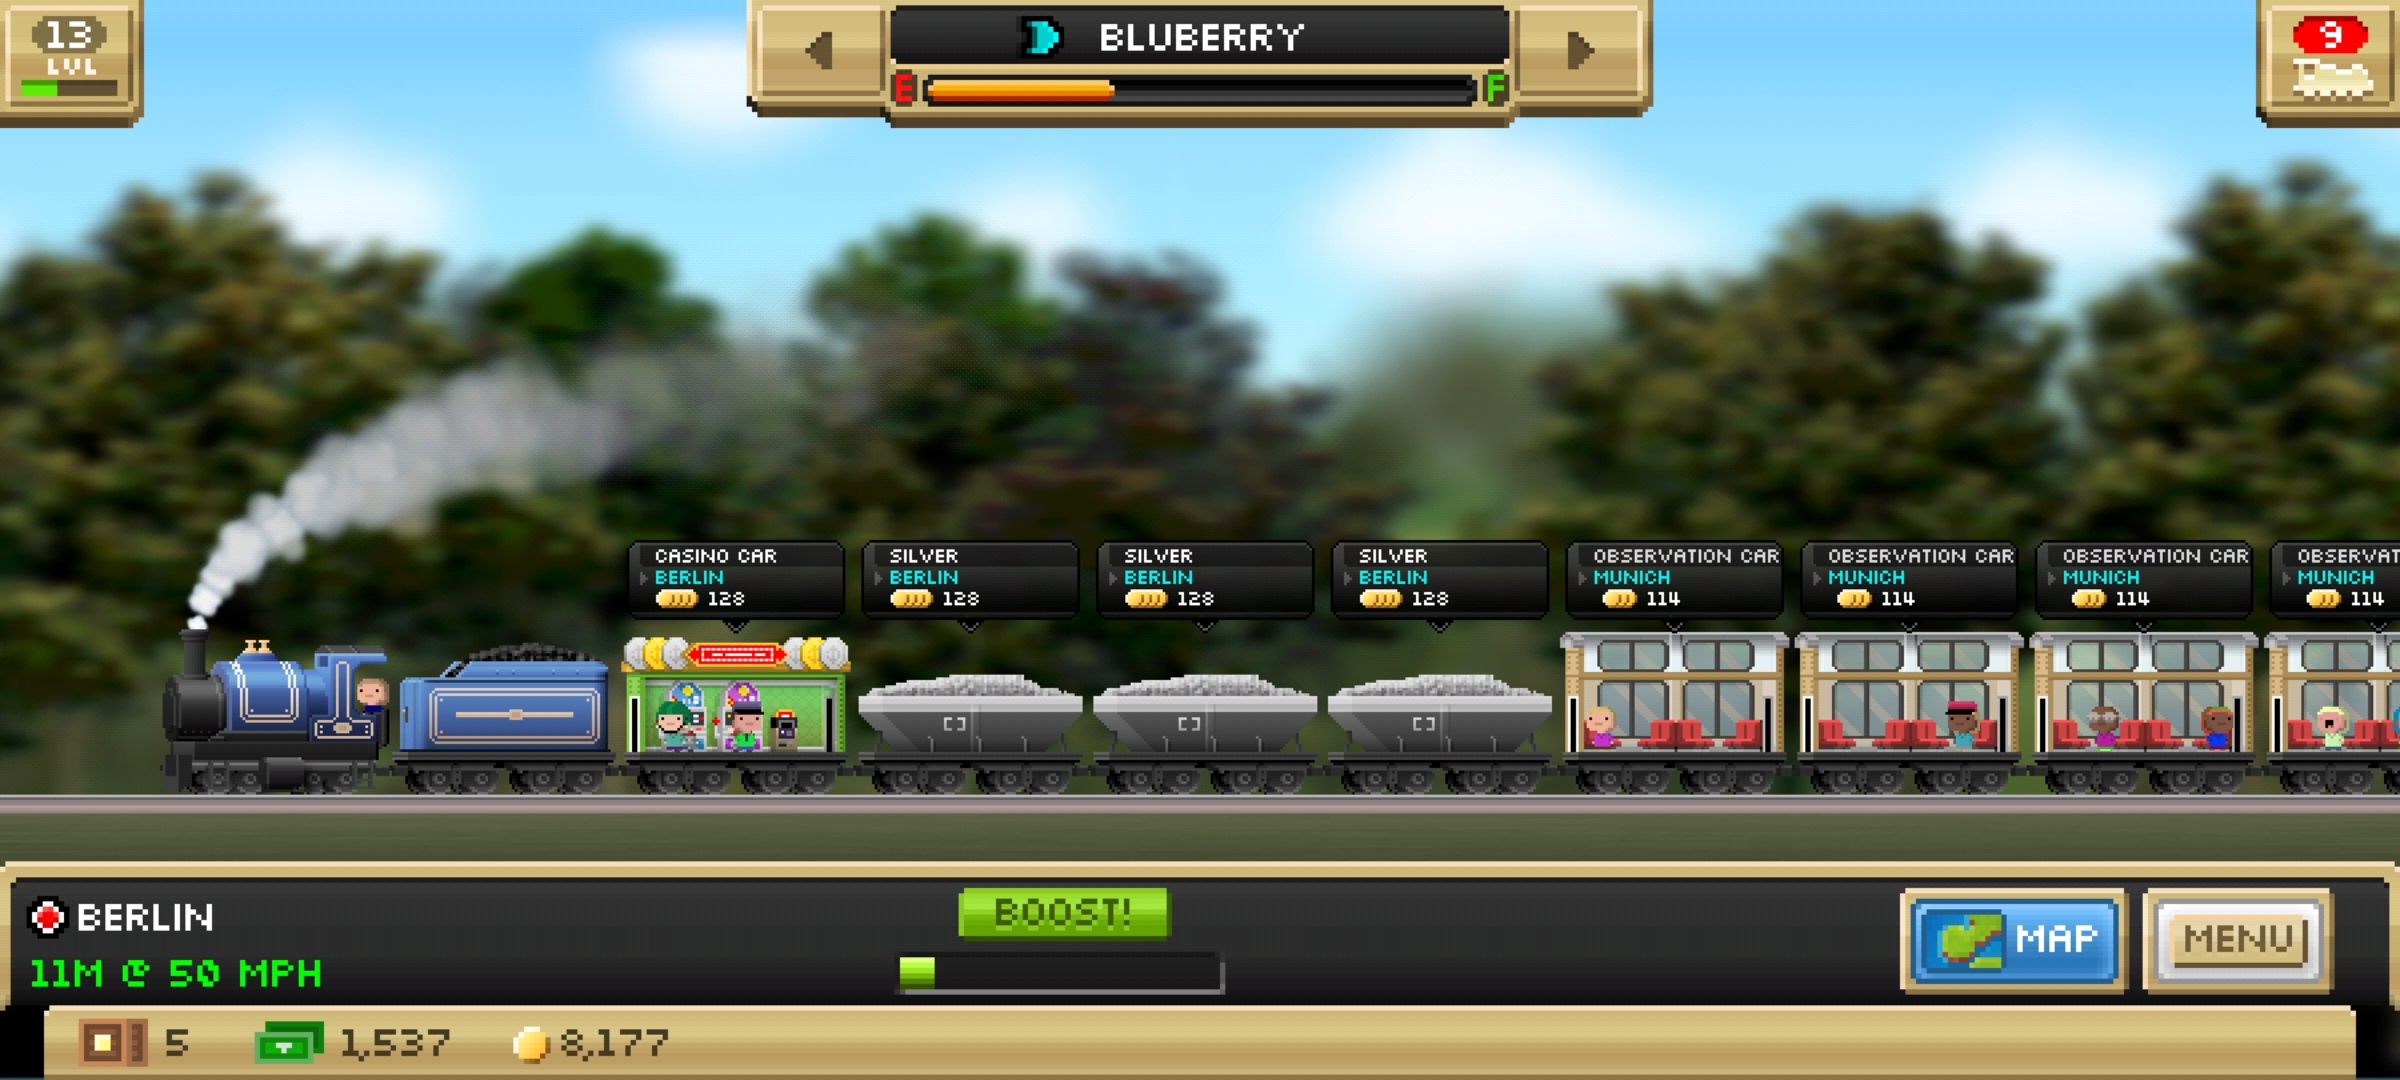 13
LVL
BLUBERRY
E
F
9
CASINO CAR
BERLIN
128
SILVER
BERLIN
128
SILVER
BERLIN
128
SILVER
BERLIN
128
OBSERVATION CAR
MUNICH
114
OBSERVATION CAR
MUNICH
114
OBSERVATION CAR
MUNICH
114
OBSERVAT
MUNICH
114
BERLIN
11M @ 50 MPH
BOOST!
MAP
MENU
5
1,537
8,177